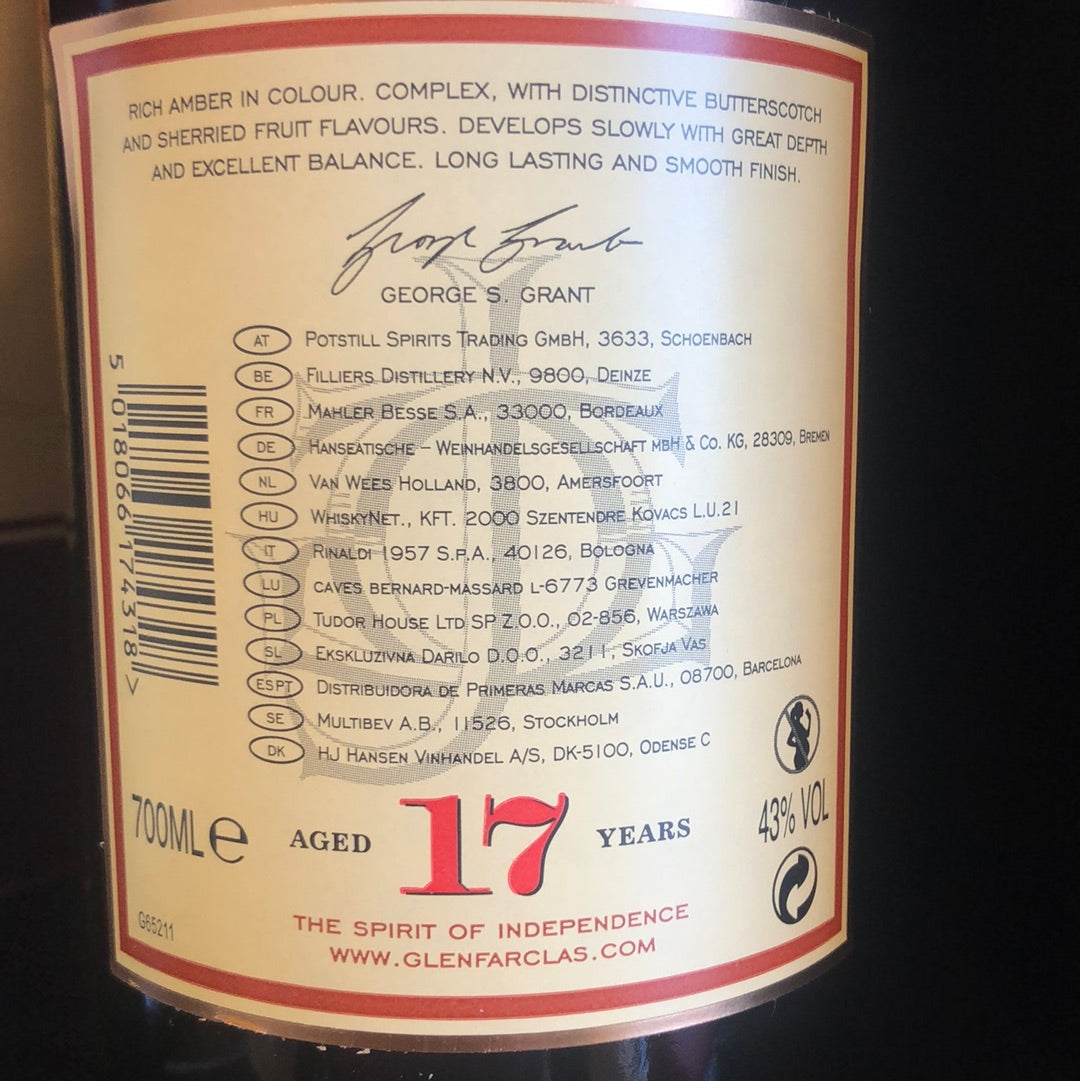 RICH AMBER IN COLOUR. COMPLEX, WITH DISTINCTIVE BUTTERSCOTCH
AND SHERRIED FRUIT FLAVOURS. DEVELOPS SLOWLY WITH GREAT DEPTH
AND EXCELLENT BALANCE. LONG LASTING AND SMOOTH FINISH.
George Grant
GEORGE S. GRANT
AT POTSTILL SPIRITS TRADING GMBH, 3633, SCHOENBACH
BE FILLIERS DISTILLERY N.V., 9800, DEINZE
FR MAHLER BESSE S.A., 33000, BORDEAUX
DE HANSEATISCHE – WEINHANDELSGESELLSCHAFT MBH & CO. KG, 28309, BREMEN
NL VAN WEES HOLLAND, 3800, AMERSFOORT
HU WHISKYNET., KFT. 2000 SZENTENDRE KOVACS L.U.21
IT RINALDI 1957 S.P.A., 40126, BOLOGNA
LU CAVES BERNARD-MASSARD L-6773 GREVENMACHER
PL TUDOR HOUSE LTD SP Z.O.O., 02-856, WARSZAWA
SL EKSKLUZIVNA DARILO D.O.O., 3211, SKOFJA VAS
ESPT DISTRIBUIDORA DE PRIMERAS MARCAS S.A.U., 08700, BARCELONA
SE MULTIBEV A.B., 11526, STOCKHOLM
DK HJ HANSEN VINHANDEL A/S, DK-5100, ODENSE C
5 018066 174318 >
700ML e
AGED 17 YEARS
43% VOL
G65211
THE SPIRIT OF INDEPENDENCE
WWW.GLENFARCLAS.COM